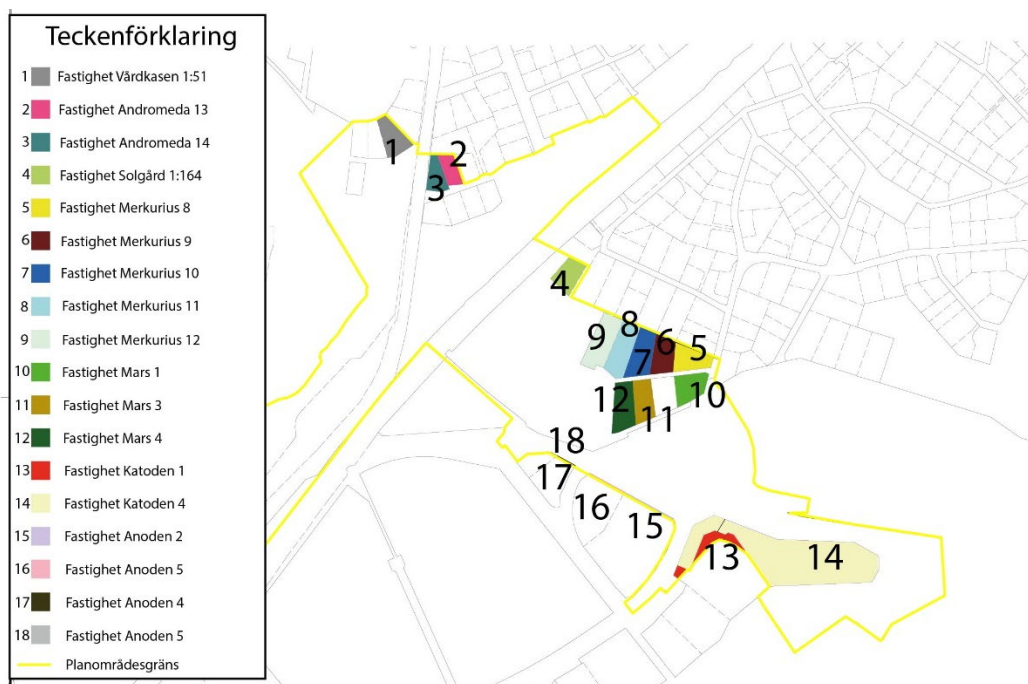 Teckenförklaring
1 Fastighet Vårdkasen 1:51
2 Fastighet Andromeda 13
3 Fastighet Andromeda 14
4 Fastighet Solgård 1:164
5 Fastighet Merkurius 8
6 Fastighet Merkurius 9
7 Fastighet Merkurius 10
8 Fastighet Merkurius 11
9 Fastighet Merkurius 12
10 Fastighet Mars 1
11 Fastighet Mars 3
12 Fastighet Mars 4
13 Fastighet Katoden 1
14 Fastighet Katoden 4
15 Fastighet Anoden 2
16 Fastighet Anoden 5
17 Fastighet Anoden 4
18 Fastighet Anoden 5
Planområdesgräns
1
2
3
4
8
9
6
5
7
10
12
11
18
17
16
15
13
14